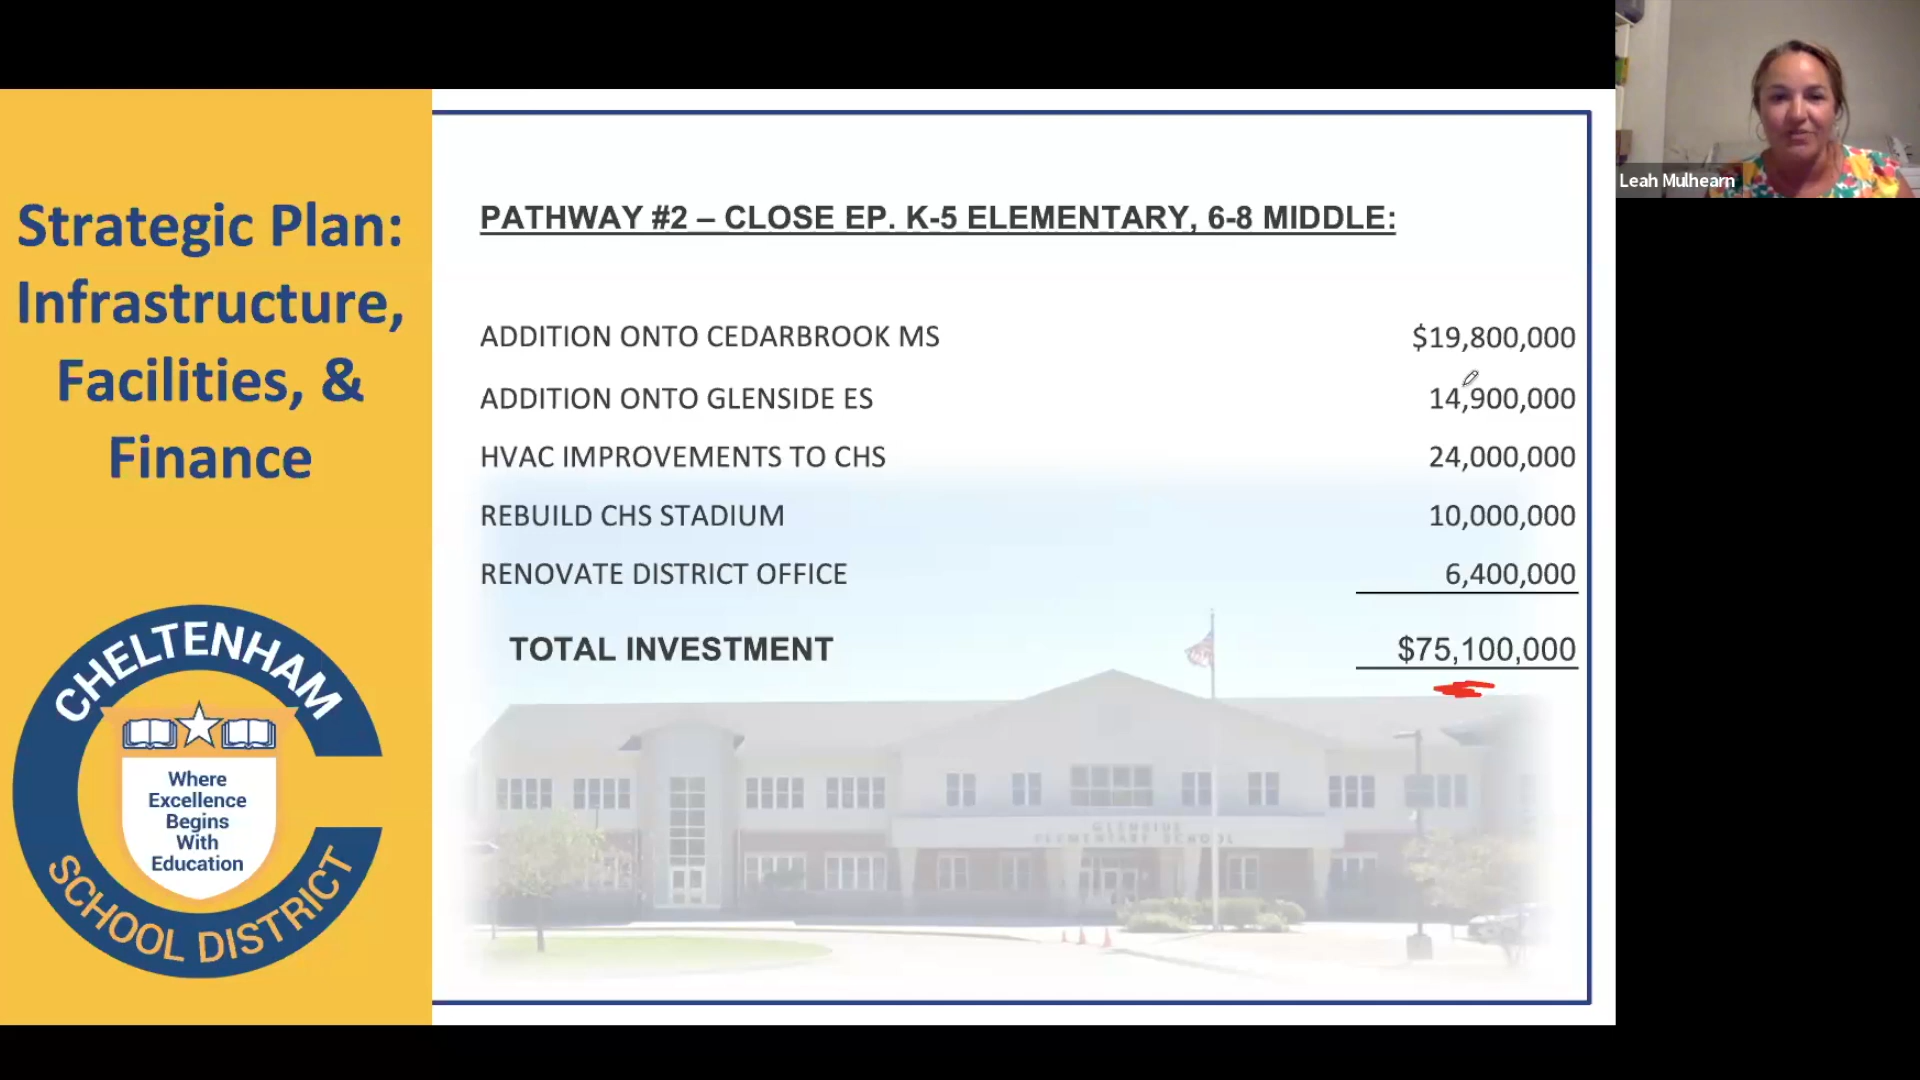 Strategic Plan:
Infrastructure,
Facilities, &
Finance
CHELTENHAM
Where
Excellence
Begins
With
Education
SCHOOL DISTRICT
PATHWAY #2 – CLOSE EP. K-5 ELEMENTARY, 6-8 MIDDLE:
ADDITION ONTO CEDARBROOK MS $19,800,000
ADDITION ONTO GLENSIDE ES 14,900,000
HVAC IMPROVEMENTS TO CHS 24,000,000
REBUILD CHS STADIUM 10,000,000
RENOVATE DISTRICT OFFICE 6,400,000
TOTAL INVESTMENT $75,100,000
GLENSIDE
ELEMENTARY SCHOOL
Leah Mulhearn